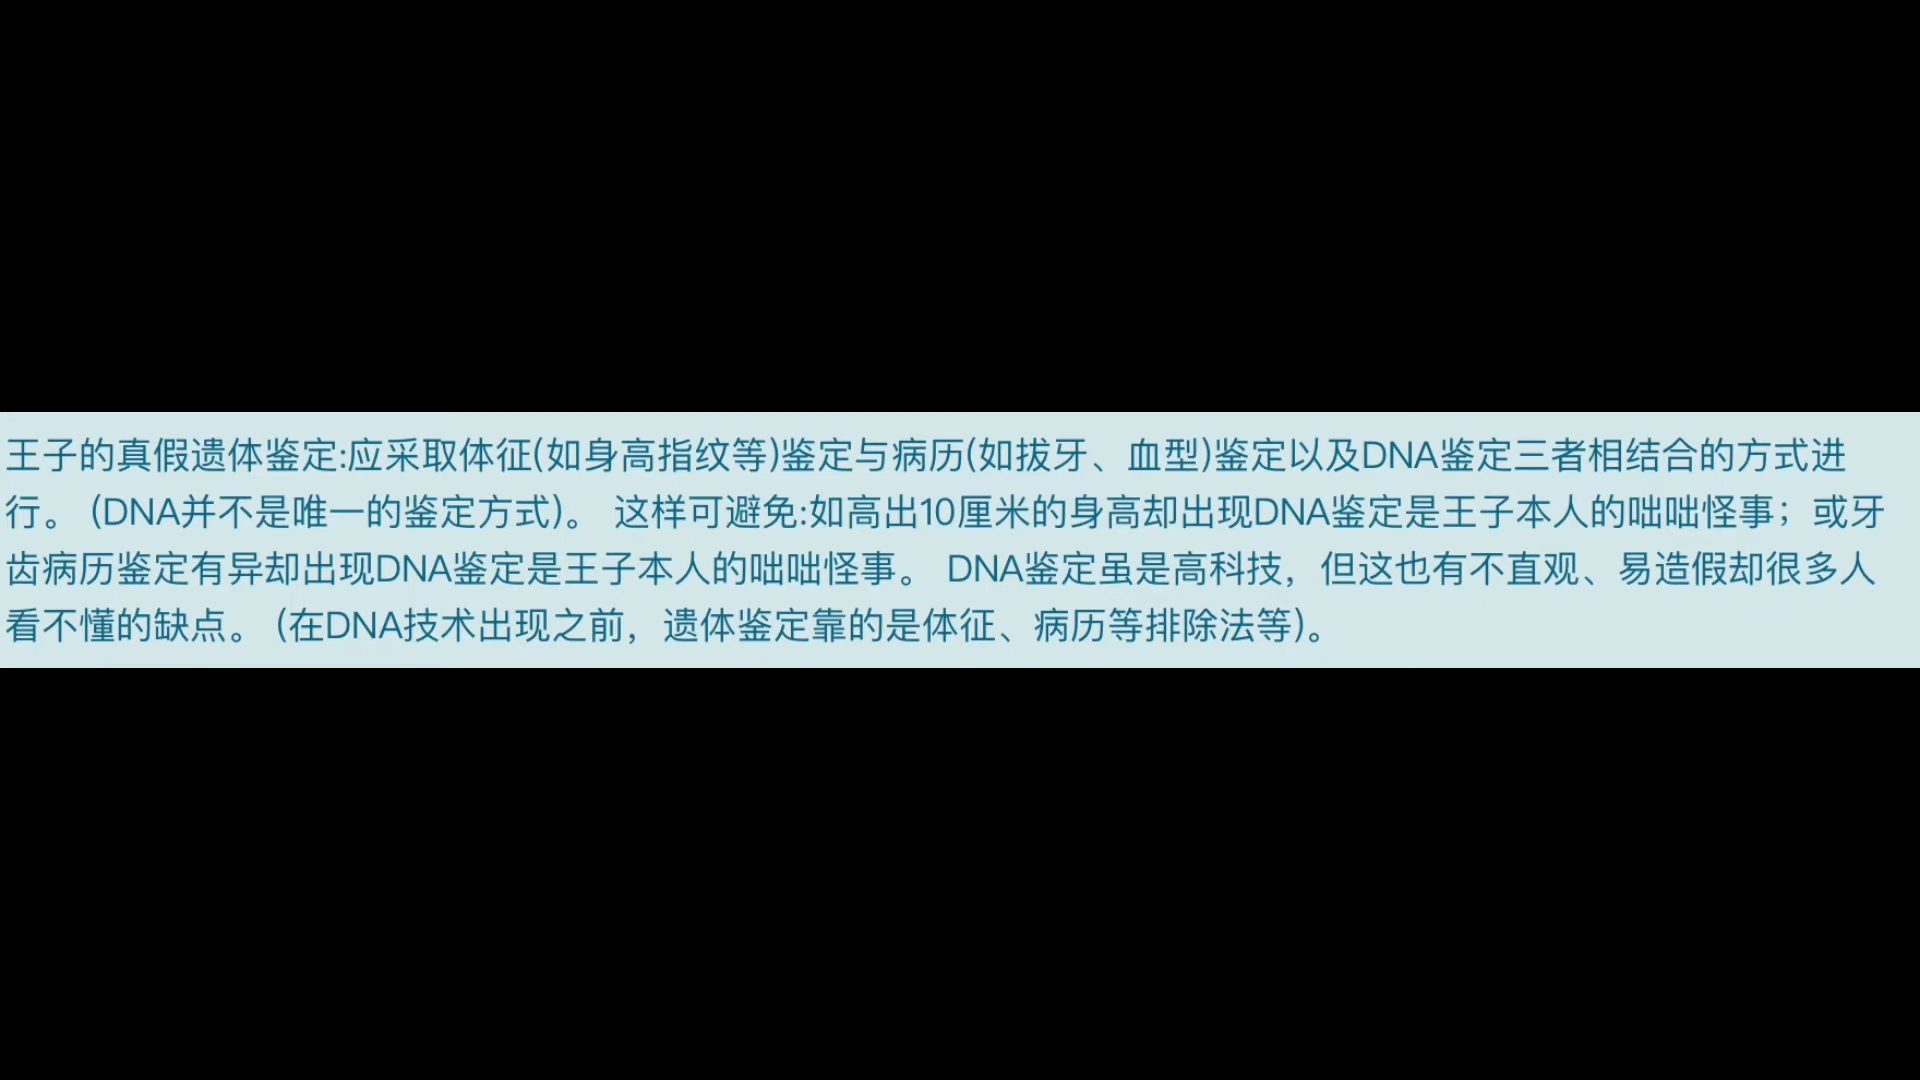 王子的真假遗体鉴定:应采取体征(如身高指纹等)鉴定与病历(如拔牙、血型)鉴定以及DNA鉴定三者相结合的方式进
行。 (DNA并不是唯一的鉴定方式)。 这样可避免:如高出10厘米的身高却出现DNA鉴定是王子本人的咄咄怪事；或牙
齿病历鉴定有异却出现DNA鉴定是王子本人的咄咄怪事。 DNA鉴定虽是高科技，但这也有不直观、易造假却很多人
看不懂的缺点。 (在DNA技术出现之前，遗体鉴定靠的是体征、病历等排除法等)。